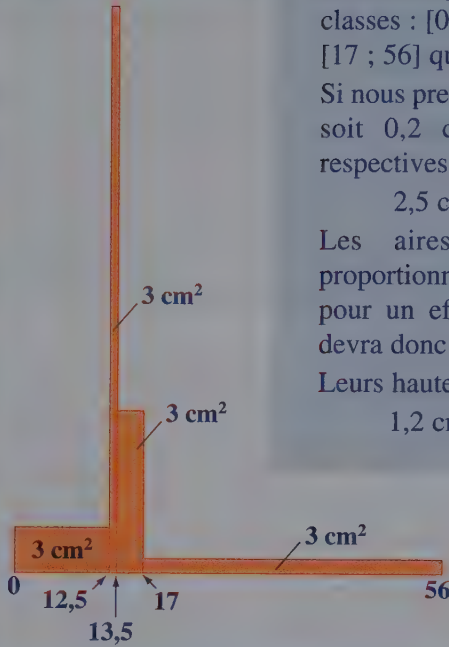 classes : [0
[17 ; 56] qu
Si nous pre
soit 0,2 c
respectives
2,5 c
Les aires
proportionn
pour un ef
devra donc
Leurs haute
1,2 cr
3 cm²
3 cm²
3 cm²
3 cm²
0
12,5
13,5
17
56